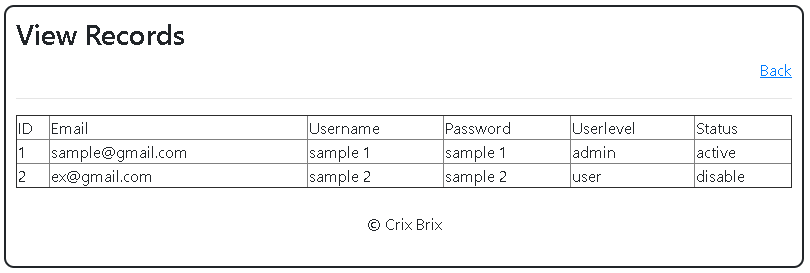 View Records
Back
ID Email Username Password Userlevel Status
1 sample@gmail.com sample 1 sample 1 admin active
2 ex@gmail.com sample 2 sample 2 user disable
© Crix Brix